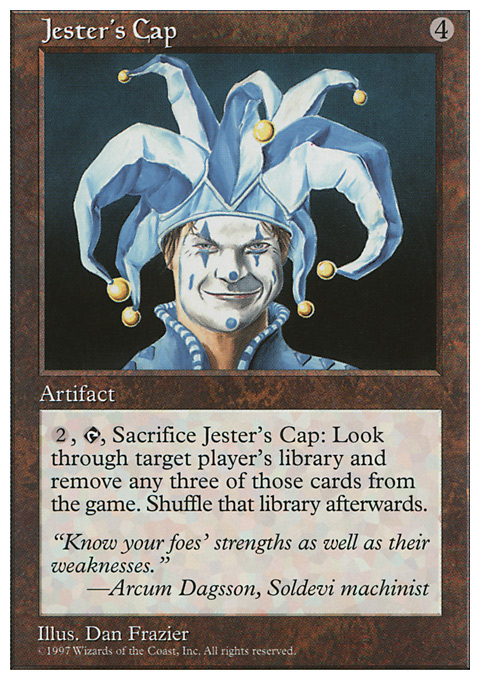 Jester's Cap 4
Artifact
2, , Sacrifice Jester's Cap: Look
through target player's library and
remove any three of those cards from
the game. Shuffle that library afterwards.
"Know your foes' strengths as well as their
weaknesses."
—Arcum Dagsson, Soldevi machinist
Illus. Dan Frazier
©1997 Wizards of the Coast, Inc. All rights reserved.